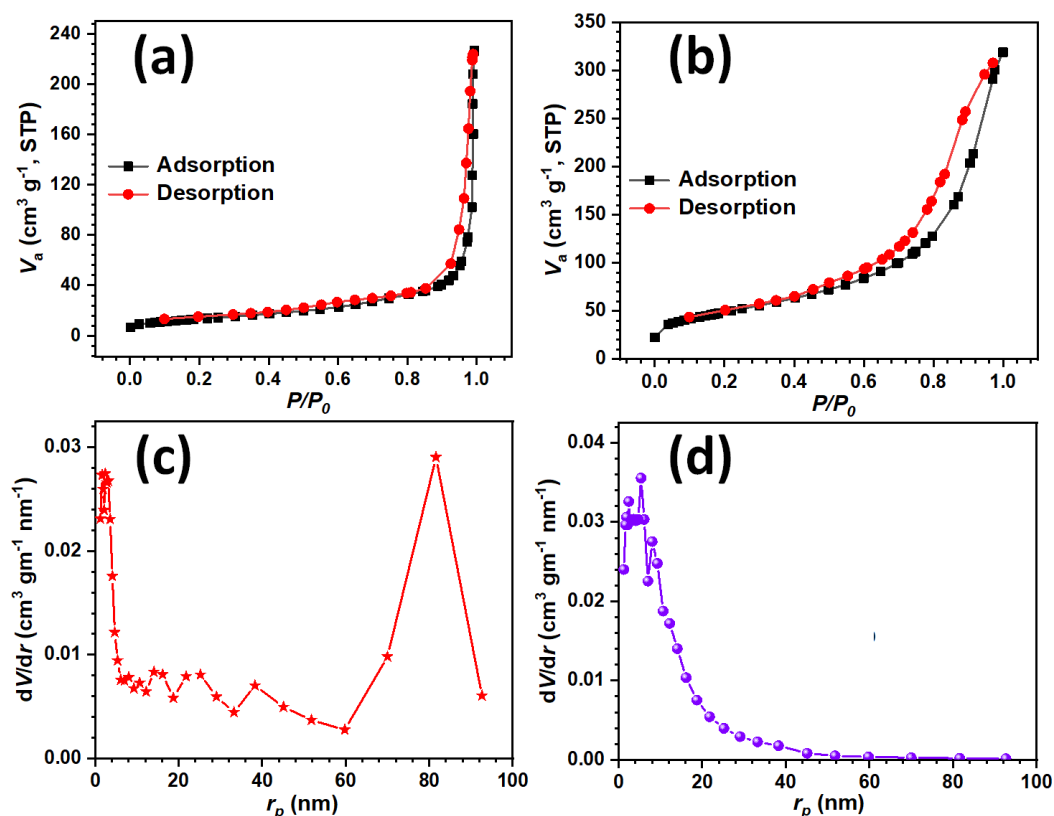 (a)
240
200
160
120
80
40
0
Vₐ (cm³ g⁻¹, STP)
Adsorption
Desorption
0.0 0.2 0.4 0.6 0.8 1.0
P/P₀
(b)
350
300
250
200
150
100
50
0
Vₐ (cm³ g⁻¹, STP)
Adsorption
Desorption
0.0 0.2 0.4 0.6 0.8 1.0
P/P₀
(c)
0.03
0.02
0.01
0.00
dV/dr (cm³ gm⁻¹ nm⁻¹)
0 20 40 60 80 100
rₚ (nm)
(d)
0.04
0.03
0.02
0.01
0.00
dV/dr (cm³ gm⁻¹ nm⁻¹)
0 20 40 60 80 100
rₚ (nm)